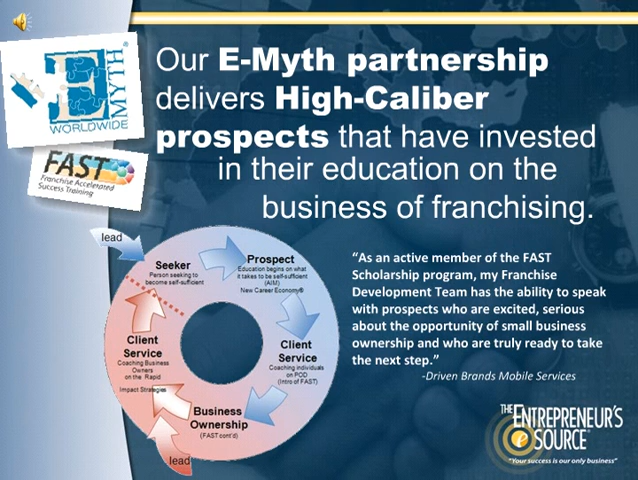 E
MYTH®
WORLDWIDE
FAST
Franchise Accelerated
Success Training
Our E-Myth partnership
delivers High-Caliber
prospects that have invested
in their education on the
business of franchising.
lead
Seeker
Person seeking to
become self-sufficient
Prospect
Education begins on what
it takes to be self-sufficient
(AIM)
New Career Economy®
Client
Service
Coaching individuals
on POD
(Intro of FAST)
Business
Ownership
(FAST cont'd)
lead
Client
Service
Coaching Business
Owners
on the Rapid
Impact Strategies
“As an active member of the FAST
Scholarship program, my Franchise
Development Team has the ability to speak
with prospects who are excited, serious
about the opportunity of small business
ownership and who are truly ready to take
the next step.”
-Driven Brands Mobile Services
THE
ENTREPRENEUR'S
e SOURCE®
"Your success is our only business"